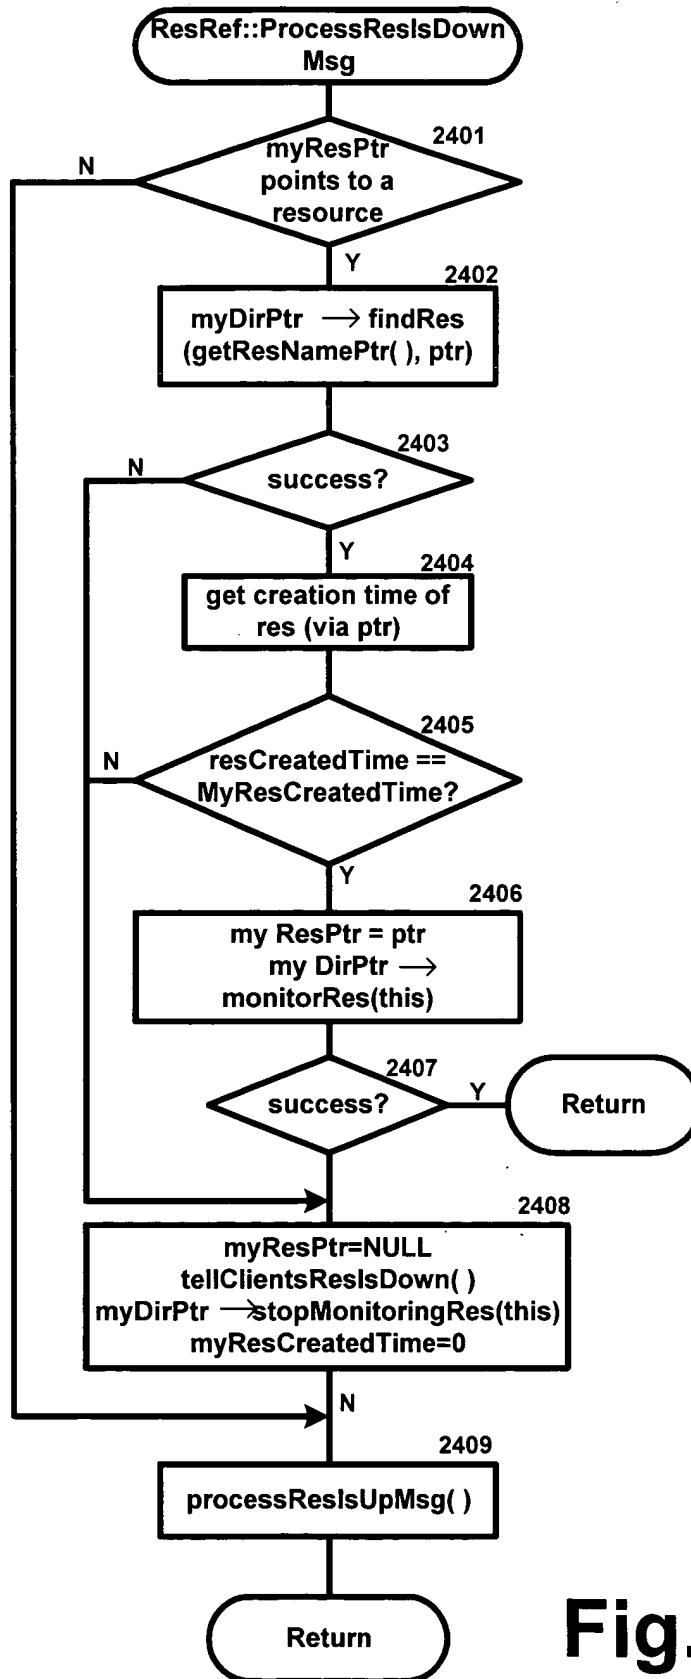 ResRef::ProcessResIsDown
Msg
2401
N
myResPtr
points to a
resource
Y
2402
myDirPtr → findRes
(getResNamePtr( ), ptr)
2403
N
success?
Y
2404
get creation time of
res (via ptr)
2405
N
resCreatedTime ==
MyResCreatedTime?
Y
2406
my ResPtr = ptr
my DirPtr →
monitorRes(this)
2407
success?
Y
Return
2408
myResPtr=NULL
tellClientsResIsDown( )
myDirPtr →stopMonitoringRes(this)
myResCreatedTime=0
N
2409
processResIsUpMsg( )
Return
Fig.